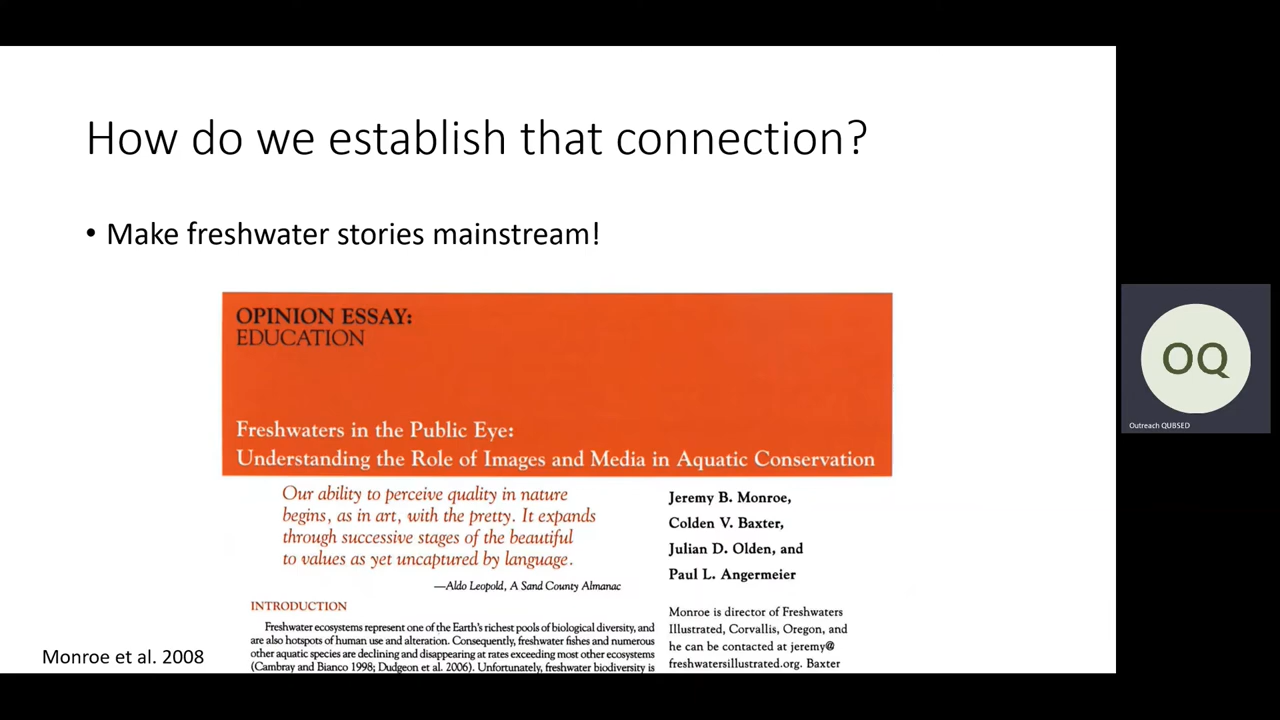 How do we establish that connection?
• Make freshwater stories mainstream!
OPINION ESSAY:
EDUCATION
Freshwaters in the Public Eye:
Understanding the Role of Images and Media in Aquatic Conservation
Our ability to perceive quality in nature
begins, as in art, with the pretty. It expands
through successive stages of the beautiful
to values as yet uncaptured by language.
—Aldo Leopold, A Sand County Almanac
INTRODUCTION
Freshwater ecosystems represent one of the Earth's richest pools of biological diversity, and
are also hotspots of human use and alteration. Consequently, freshwater fishes and numerous
other aquatic species are declining and disappearing at rates exceeding most other ecosystems
(Cambray and Bianco 1998; Dudgeon et al. 2006). Unfortunately, freshwater biodiversity is
Jeremy B. Monroe,
Colden V. Baxter,
Julian D. Olden, and
Paul L. Angermeier
Monroe is director of Freshwaters
Illustrated, Corvallis, Oregon, and
he can be contacted at jeremy@
freshwatersillustrated.org. Baxter
Monroe et al. 2008
OQ
Outreach QUBSED